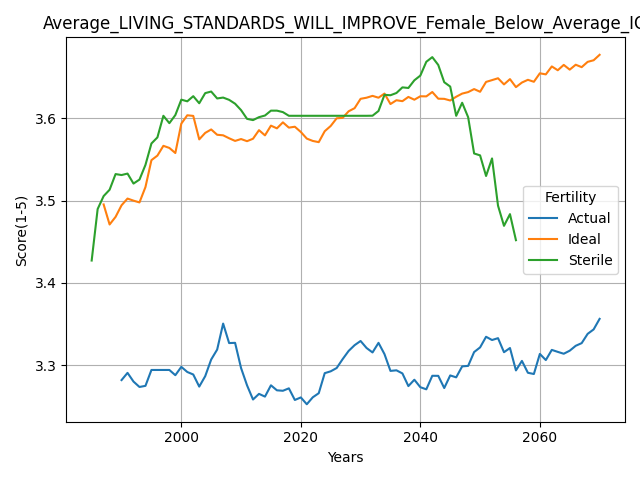 Average_LIVING_STANDARDS_WILL_IMPROVE_Female_Below_Average_IQ
Score(1-5)
3.6
3.5
3.4
3.3
Fertility
Actual
Ideal
Sterile
2000 2020 2040 2060
Years